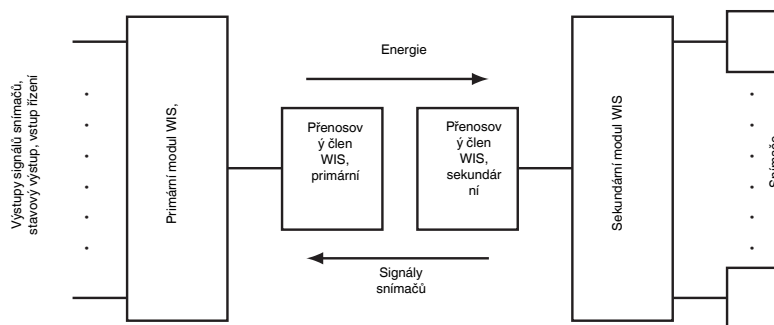 Výstupy signálů snímačů,
stavový výstup, vstup řízení
Primární modul WIS,
Energie
Přenosov
ý člen
WIS,
primární
Přenosov
ý člen
WIS,
sekundár
ní
Signály
snímačů
Sekundární modul WIS
Snímače